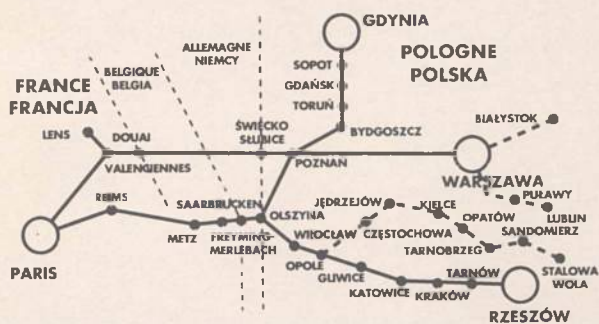 GDYNIA
ALLEMAGNE
NIEMCY
POLOGNE
POLSKA
SOPOT
GDAŃSK
TORUŃ
BELGIQUE
BELGIA
FRANCE
FRANCJA
BIAŁYSTOK
LENS
DOUAI
ŚWIECKO
SŁUBICE
BYDGOSZCZ
VALENCIENNES
POZNAŃ
WARSZAWA
REIMS
SAARBRUCKEN
OLSZYNA
JĘDRZEJÓW
KIELCE
PUŁAWY
LUBLIN
METZ
FREYMING-
MERLEBACH
WROCŁAW
CZĘSTOCHOWA
OPATÓW
SANDOMIERZ
TARNOBRZEG
PARIS
OPOLE
GLIWICE
TARNÓW
STALOWA
WOLA
KATOWICE
KRAKÓW
RZESZÓW